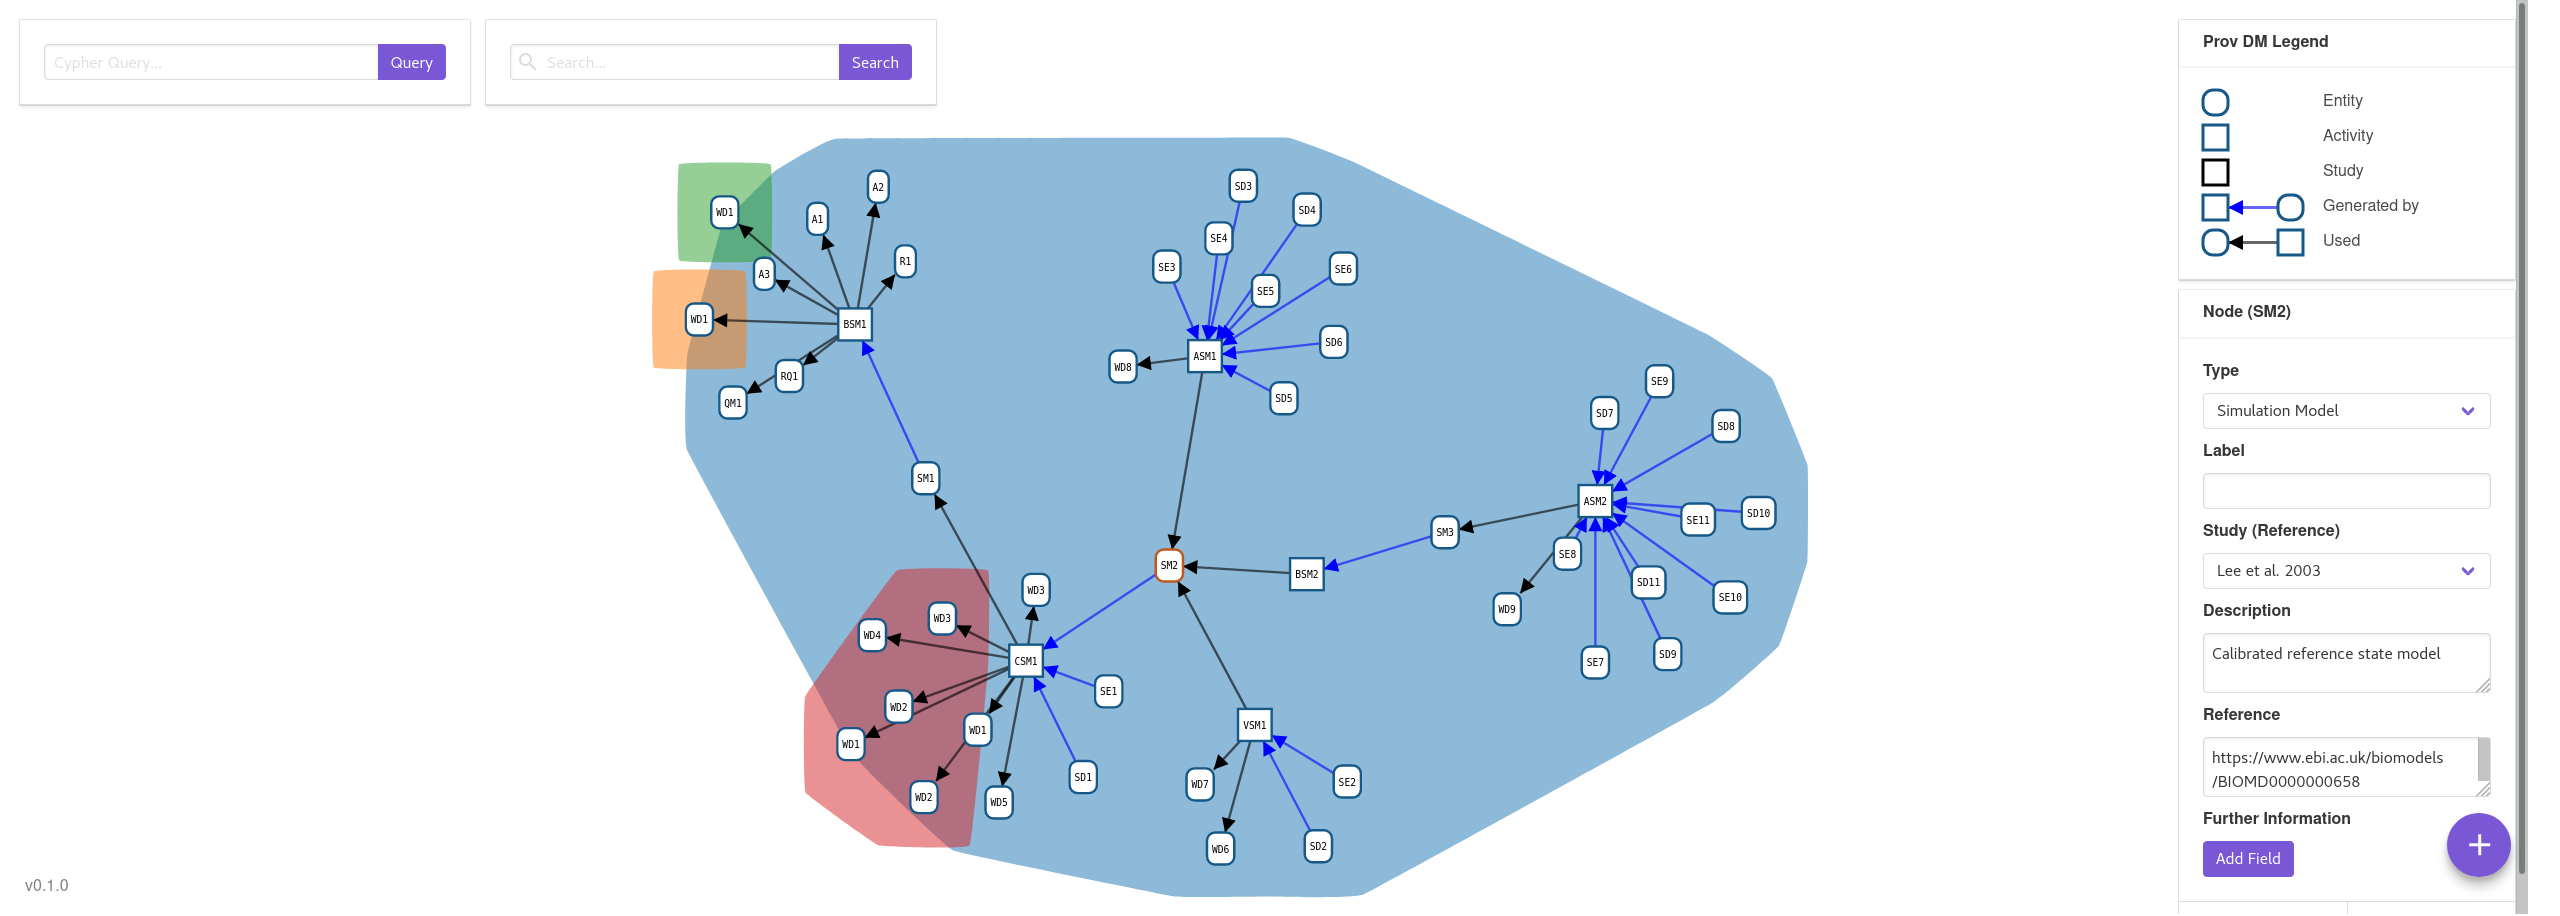 Cypher Query...
Query
Search...
Search
Prov DM Legend
Entity
Activity
Study
Generated by
Used
Node (SM2)
Type
Simulation Model
Label
Study (Reference)
Lee et al. 2003
Description
Calibrated reference state model
Reference
https://www.ebi.ac.uk/biomodels
/BIOMD0000000658
Further Information
Add Field
+
WD1
A1
A2
A3
R1
WD1
BSM1
RQ1
QM1
SM1
SD3
SD4
SE4
SE3
SE6
SE5
SD6
ASM1
WD8
SD5
SE9
SD7
SD8
ASM2
SE11
SD10
SM3
SE8
SM2
BSM2
SD11
SE10
WD9
SE7
SD9
WD3
WD3
WD4
CSM1
SE1
WD2
WD1
WD1
SD1
WD2
WD5
VSM1
WD7
SE2
WD6
SD2
v0.1.0